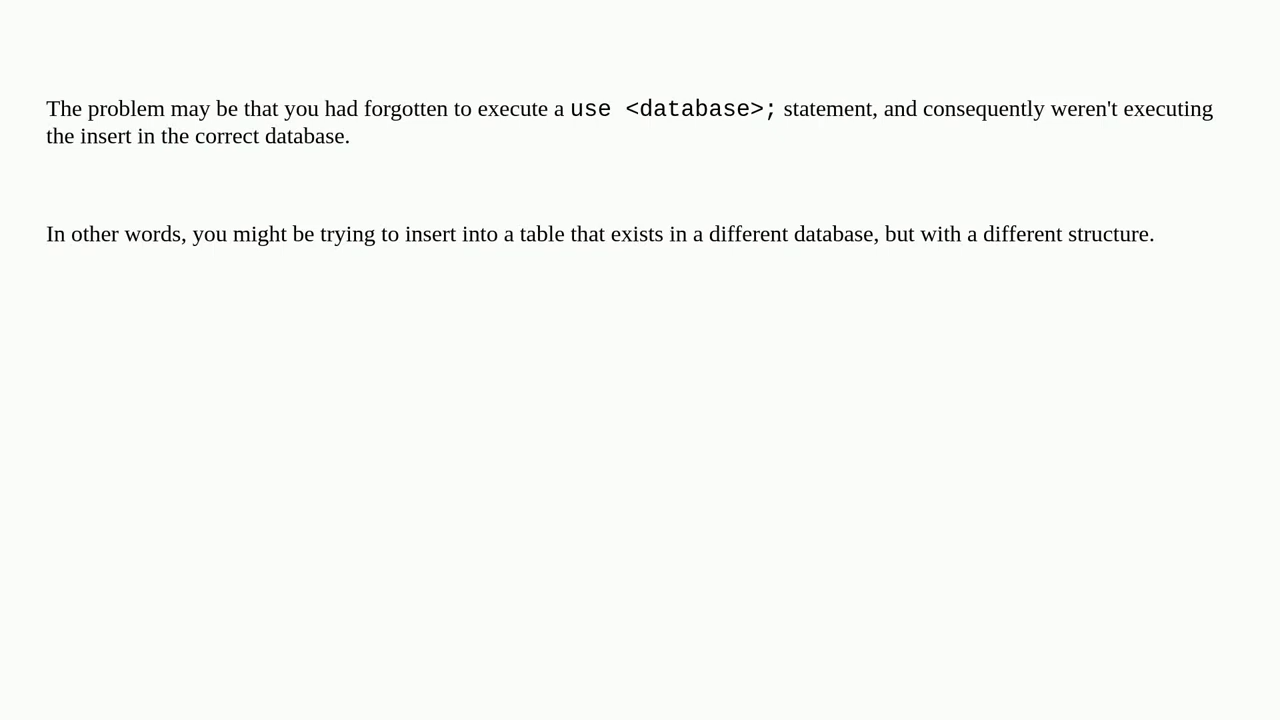 The problem may be that you had forgotten to execute a use <database>; statement, and consequently weren't executing
the insert in the correct database.
In other words, you might be trying to insert into a table that exists in a different database, but with a different structure.